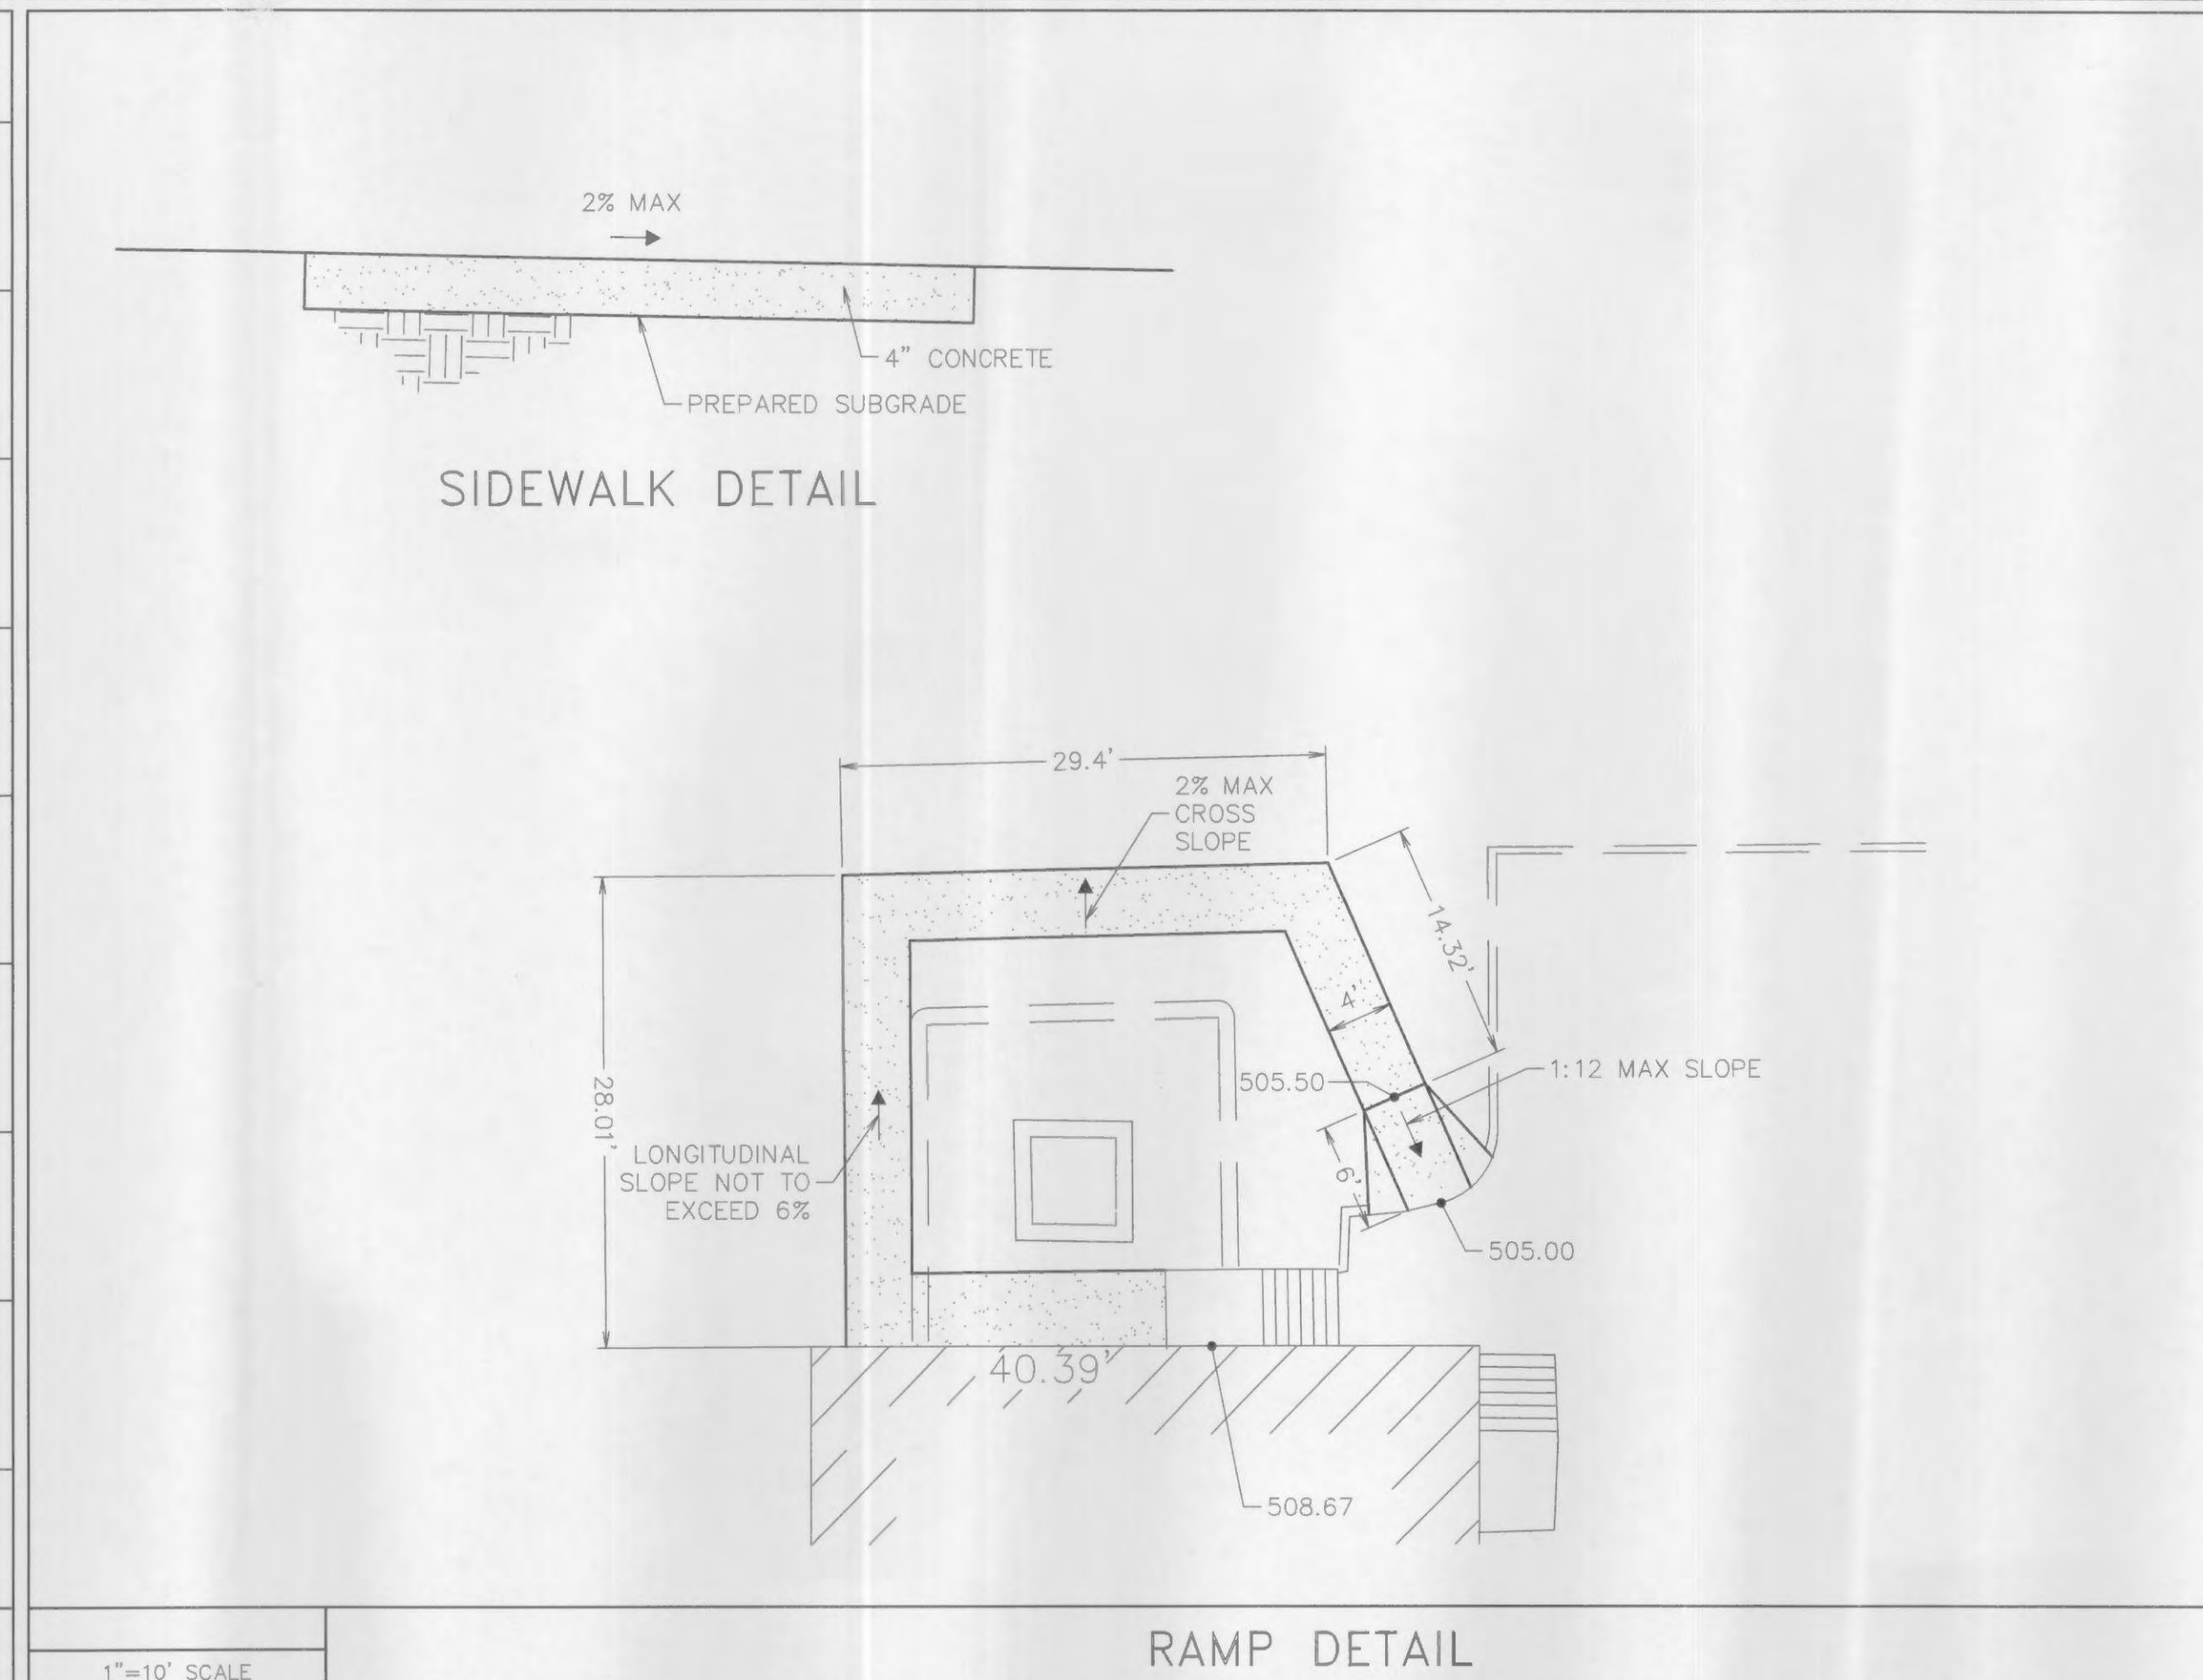 2% MAX
4" CONCRETE
PREPARED SUBGRADE
SIDEWALK DETAIL
29.4'
2% MAX
CROSS
SLOPE
14.32'
4'
505.50
1:12 MAX SLOPE
28.01'
LONGITUDINAL
SLOPE NOT TO
EXCEED 6%
6'
505.00
40.39'
508.67
RAMP DETAIL
1"=10' SCALE